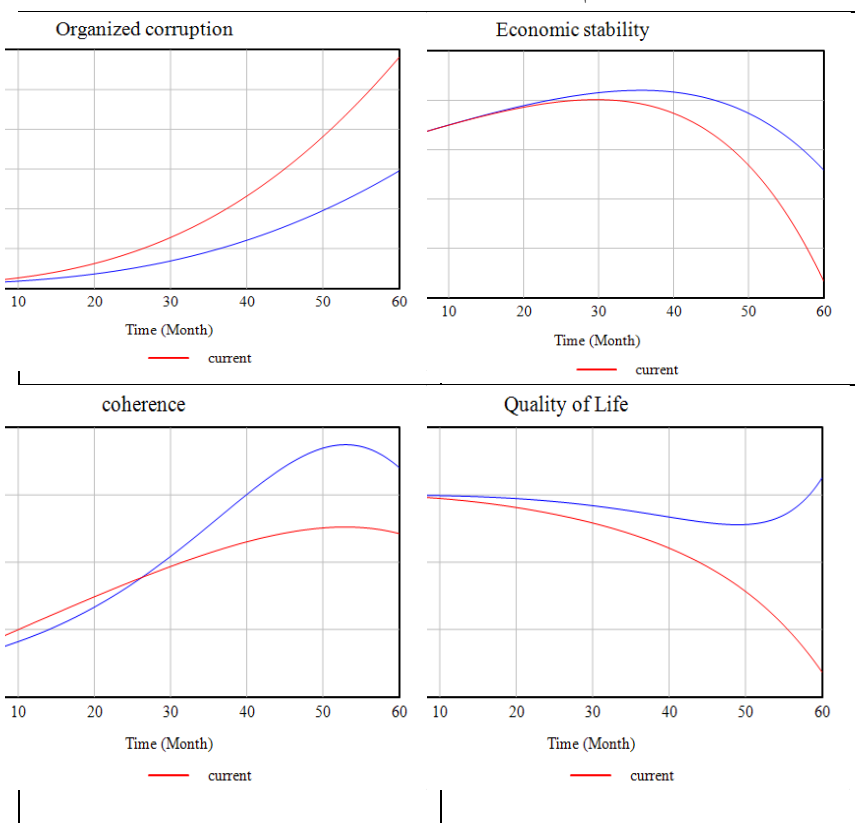 Organized corruption
10 20 30 40 50 60
Time (Month)
current
Economic stability
10 20 30 40 50 60
Time (Month)
current
coherence
10 20 30 40 50 60
Time (Month)
current
Quality of Life
10 20 30 40 50 60
Time (Month)
current